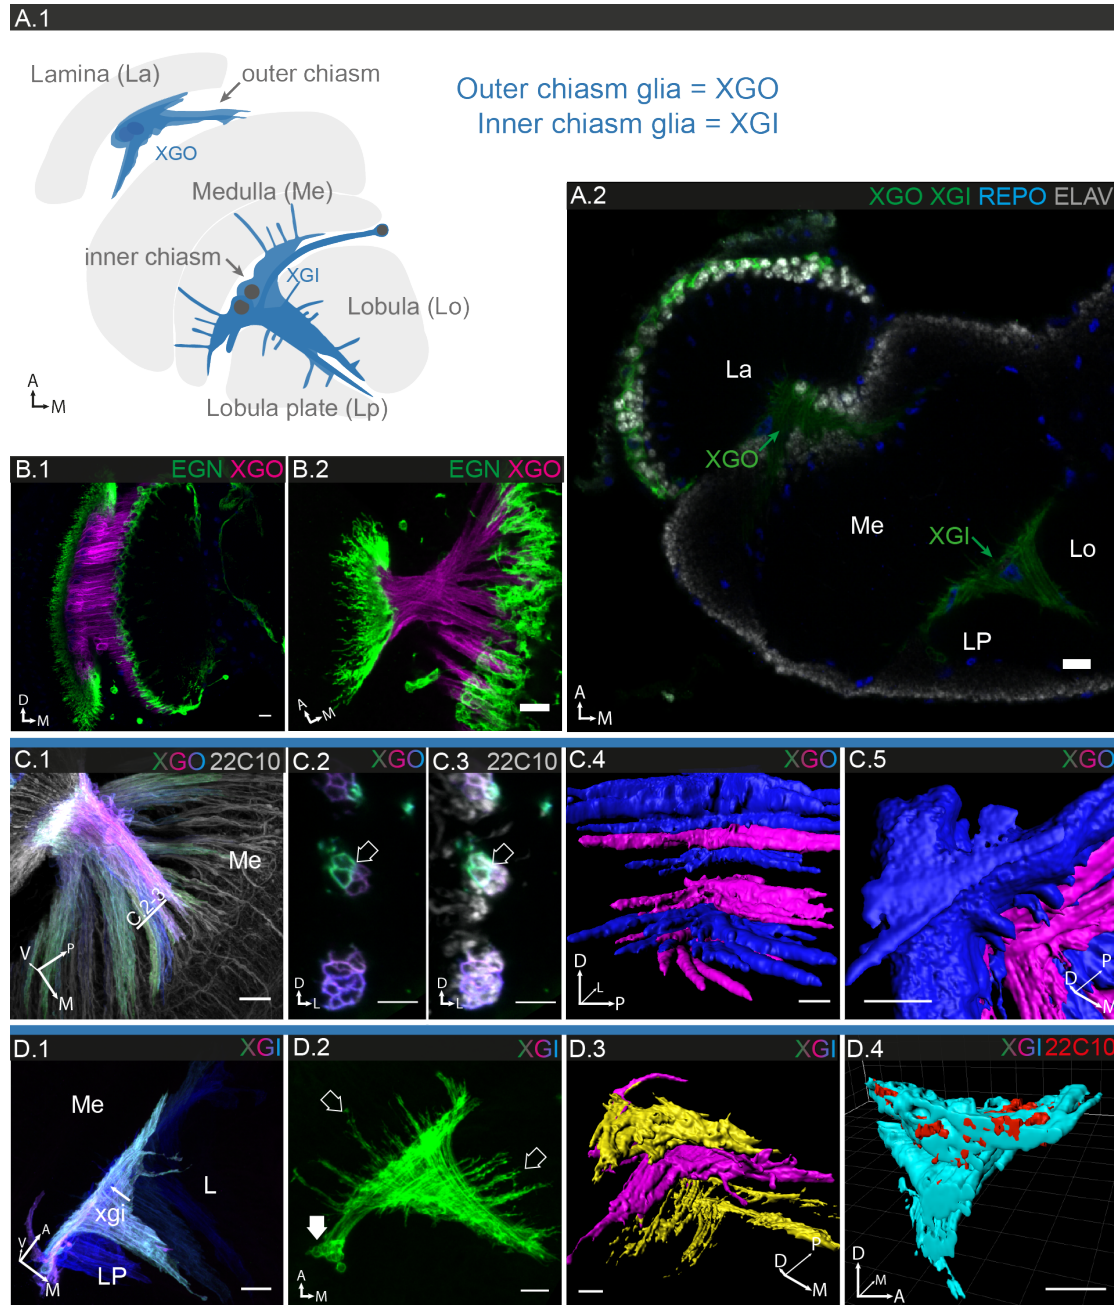 A.1
Lamina (La)
outer chiasm
XGO
Outer chiasm glia = XGO
Inner chiasm glia = XGI
Medulla (Me)
inner chiasm
XGI
Lobula (Lo)
Lobula plate (Lp)
A
M
A.2
XGO XGI REPO ELAV
La
XGO
Me
XGI
Lo
LP
A
M
B.1
EGN XGO
D
M
B.2
EGN XGO
A
M
C.1
XGO 22C10
Me
C.2-3
V
P
M
C.2
XGO
D
L
C.3
22C10
D
L
C.4
XGO
D
L
P
C.5
XGO
D
P
M
D.1
XGI
Me
L
xgi
LP
V
A
M
D.2
XGI
A
M
D.3
XGI
D
P
M
D.4
XGI 22C10
D
M
A